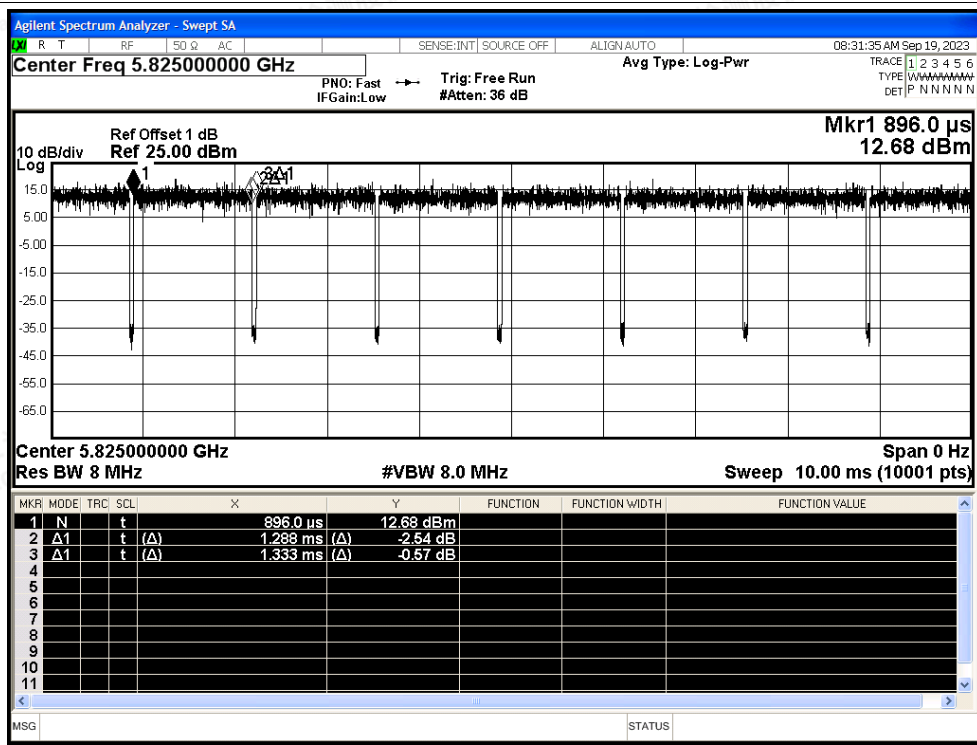 Agilent Spectrum Analyzer - Swept SA
LXI R T RF 50 Ω AC SENSE:INT SOURCE OFF ALIGN AUTO 08:31:35 AM Sep 19, 2023
Center Freq 5.825000000 GHz
PNO: Fast
IFGain:Low
Trig: Free Run
#Atten: 36 dB
Avg Type: Log-Pwr
TRACE 1 2 3 4 5 6
TYPE WWWWWW
DET P N N N N N
Mkr1 896.0 µs
12.68 dBm
Ref Offset 1 dB
10 dB/div Ref 25.00 dBm
Log
1
2Δ1
3Δ1
15.0
5.00
-5.00
-15.0
-25.0
-35.0
-45.0
-55.0
-65.0
Center 5.825000000 GHz Span 0 Hz
Res BW 8 MHz #VBW 8.0 MHz Sweep 10.00 ms (10001 pts)
MKR MODE TRC SCL X Y FUNCTION FUNCTION WIDTH FUNCTION VALUE
1 N t 896.0 µs 12.68 dBm
2 Δ1 t (Δ) 1.288 ms (Δ) -2.54 dB
3 Δ1 t (Δ) 1.333 ms (Δ) -0.57 dB
4
5
6
7
8
9
10
11
MSG STATUS